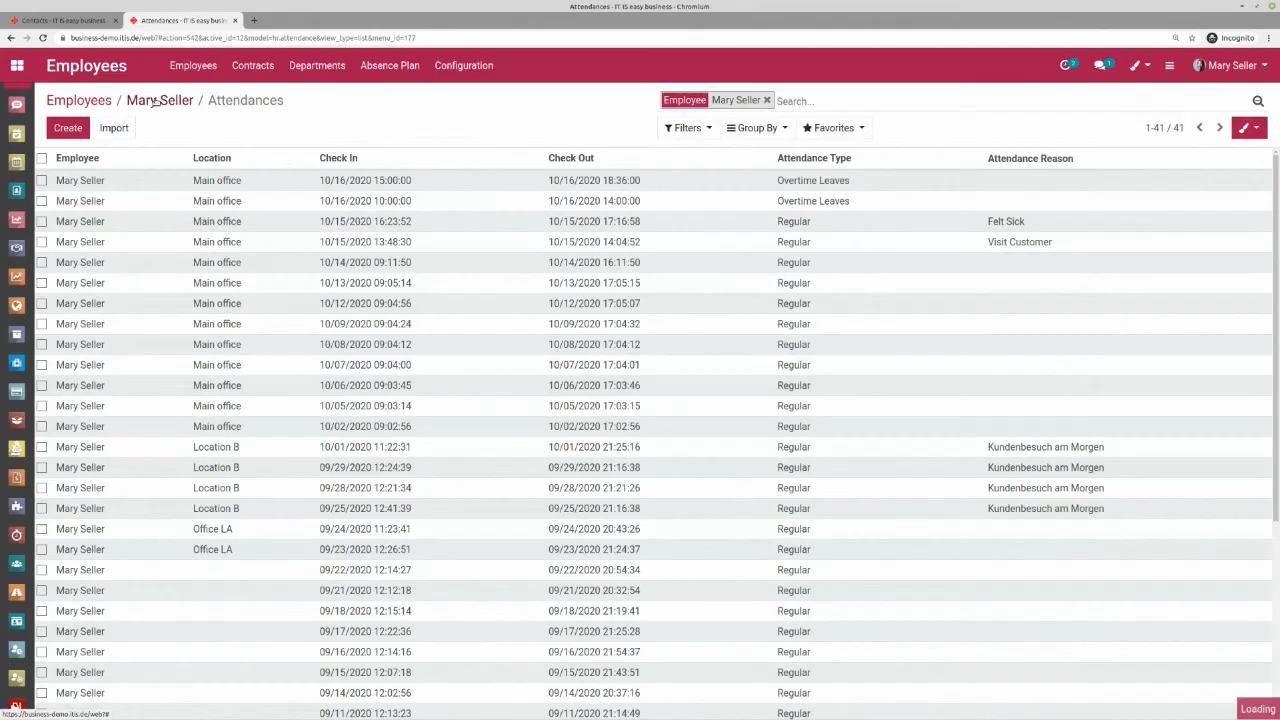 Attendances - IT IS easy business - Chromium
Contacts - IT IS easy business
Attendances - IT IS easy busin
business-demo.itis.de/web?#action=542&active_id=12&model=hr.attendance&view_type=list&menu_id=177
Incognito
Employees Employees Contracts Departments Absence Plan Configuration 2 1 Mary Seller
Employees / Mary Seller / Attendances
Employee Mary Seller Search...
Create Import Filters Group By Favorites 1-41 / 41
Employee Location Check In Check Out Attendance Type Attendance Reason
Mary Seller Main office 10/16/2020 15:00:00 10/16/2020 18:36:00 Overtime Leaves
Mary Seller Main office 10/16/2020 10:00:00 10/16/2020 14:00:00 Overtime Leaves
Mary Seller Main office 10/15/2020 16:23:52 10/15/2020 17:16:58 Regular Felt Sick
Mary Seller Main office 10/15/2020 13:48:30 10/15/2020 14:04:52 Regular Visit Customer
Mary Seller Main office 10/14/2020 09:11:50 10/14/2020 16:11:50 Regular
Mary Seller Main office 10/13/2020 09:05:14 10/13/2020 17:05:15 Regular
Mary Seller Main office 10/12/2020 09:04:56 10/12/2020 17:05:07 Regular
Mary Seller Main office 10/09/2020 09:04:24 10/09/2020 17:04:32 Regular
Mary Seller Main office 10/08/2020 09:04:12 10/08/2020 17:04:12 Regular
Mary Seller Main office 10/07/2020 09:04:00 10/07/2020 17:04:01 Regular
Mary Seller Main office 10/06/2020 09:03:45 10/06/2020 17:03:46 Regular
Mary Seller Main office 10/05/2020 09:03:14 10/05/2020 17:03:15 Regular
Mary Seller Main office 10/02/2020 09:02:56 10/02/2020 17:02:56 Regular
Mary Seller Location B 10/01/2020 11:22:31 10/01/2020 21:25:16 Regular Kundenbesuch am Morgen
Mary Seller Location B 09/29/2020 12:24:39 09/29/2020 21:16:38 Regular Kundenbesuch am Morgen
Mary Seller Location B 09/28/2020 12:21:34 09/28/2020 21:21:26 Regular Kundenbesuch am Morgen
Mary Seller Location B 09/25/2020 12:41:39 09/25/2020 21:16:38 Regular Kundenbesuch am Morgen
Mary Seller Office LA 09/24/2020 11:23:41 09/24/2020 20:43:26 Regular
Mary Seller Office LA 09/23/2020 12:26:51 09/23/2020 21:24:37 Regular
Mary Seller 09/22/2020 12:14:27 09/22/2020 20:54:34 Regular
Mary Seller 09/21/2020 12:12:18 09/21/2020 20:32:54 Regular
Mary Seller 09/18/2020 12:15:14 09/18/2020 21:19:41 Regular
Mary Seller 09/17/2020 12:22:36 09/17/2020 21:25:28 Regular
Mary Seller 09/16/2020 12:14:16 09/16/2020 21:54:37 Regular
Mary Seller 09/15/2020 12:07:18 09/15/2020 21:43:51 Regular
Mary Seller 09/14/2020 12:02:56 09/14/2020 20:37:16 Regular
Mary Seller 09/11/2020 12:13:23 09/11/2020 21:14:49 Regular
https://business-demo.itis.de/web?#
Loading